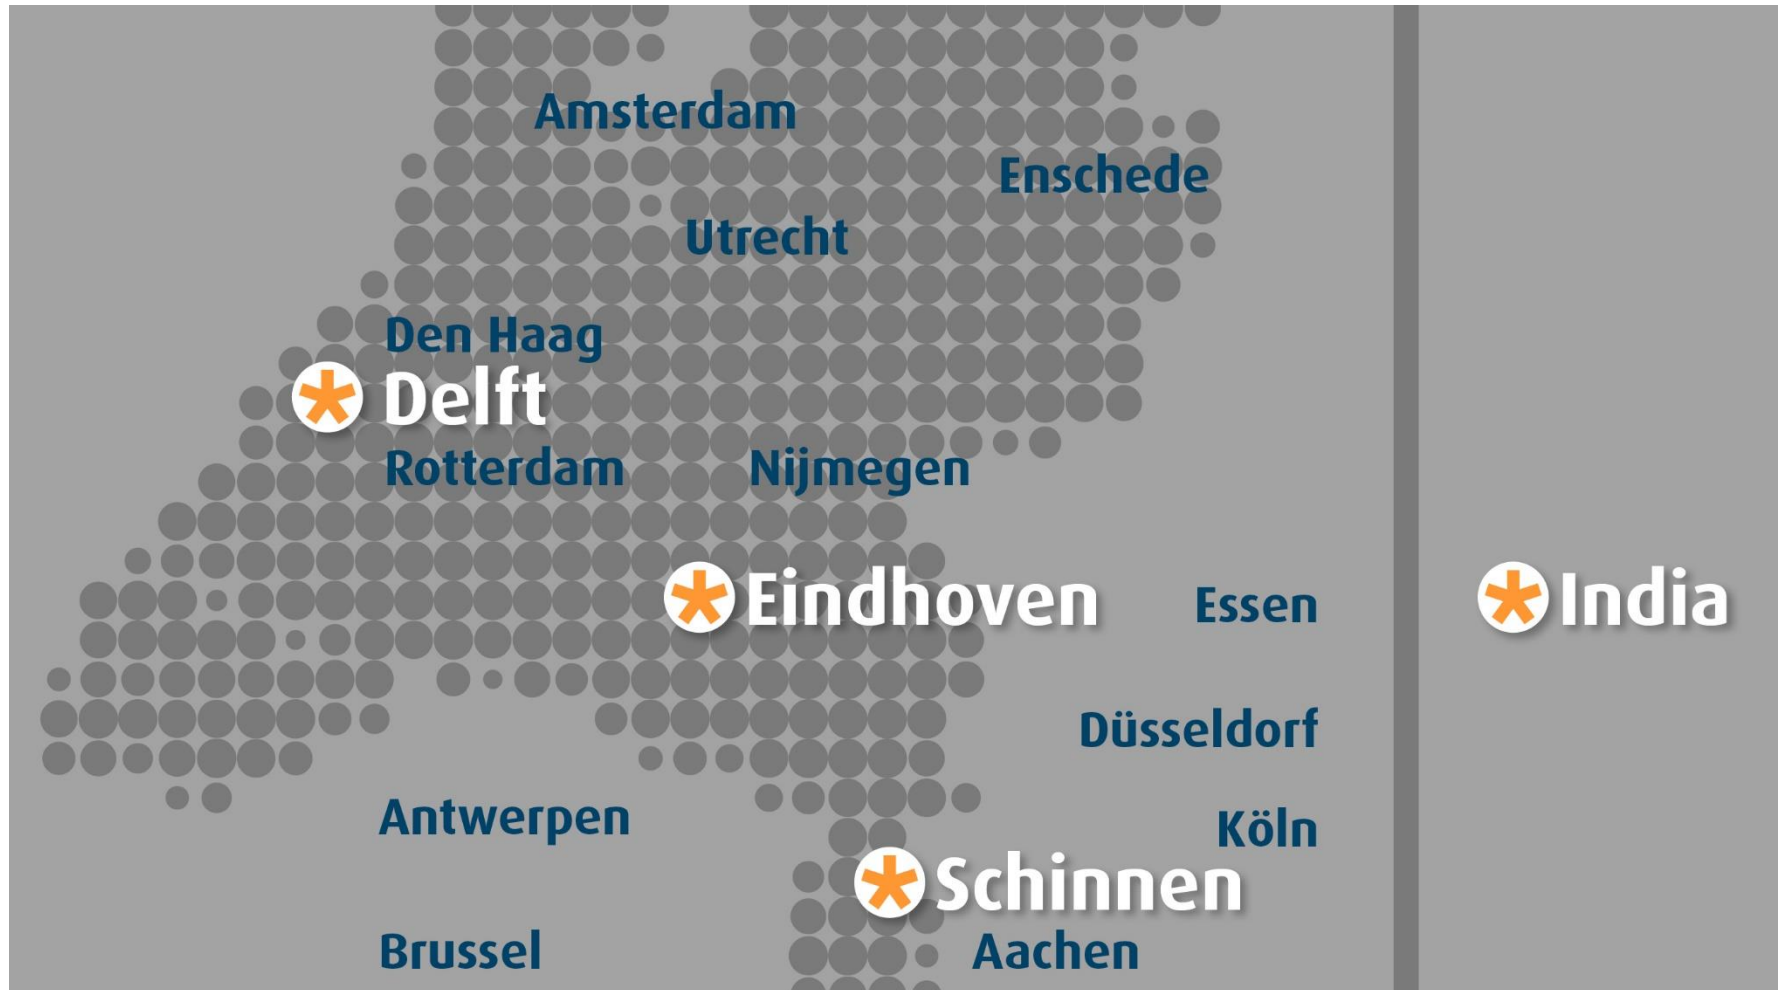 Amsterdam
Enschede
Utrecht
Den Haag
Delft
Rotterdam
Nijmegen
Eindhoven
Essen
India
Düsseldorf
Antwerpen
Köln
Schinnen
Brussel
Aachen